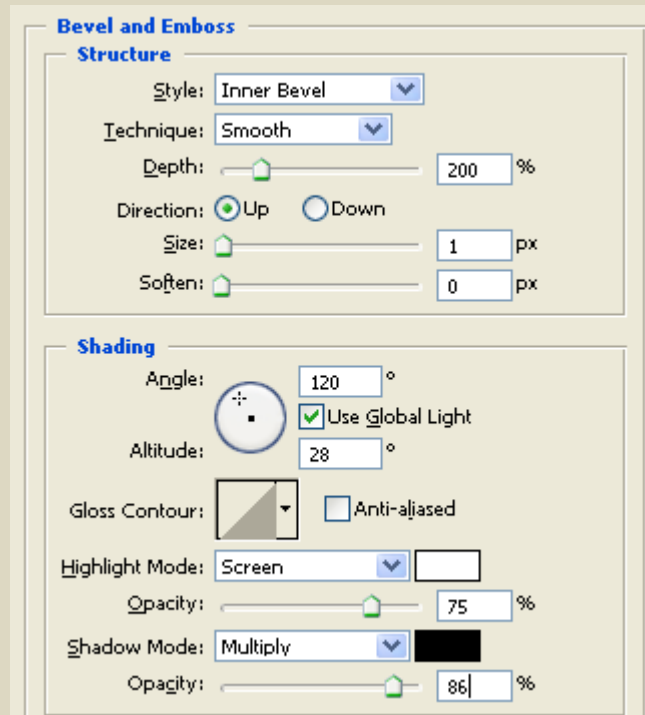 Bevel and Emboss
Structure
Style: Inner Bevel
Technique: Smooth
Depth: 200 %
Direction: Up Down
Size: 1 px
Soften: 0 px
Shading
Angle: 120 °
Use Global Light
Altitude: 28 °
Gloss Contour: Anti-aliased
Highlight Mode: Screen
Opacity: 75 %
Shadow Mode: Multiply
Opacity: 86 %